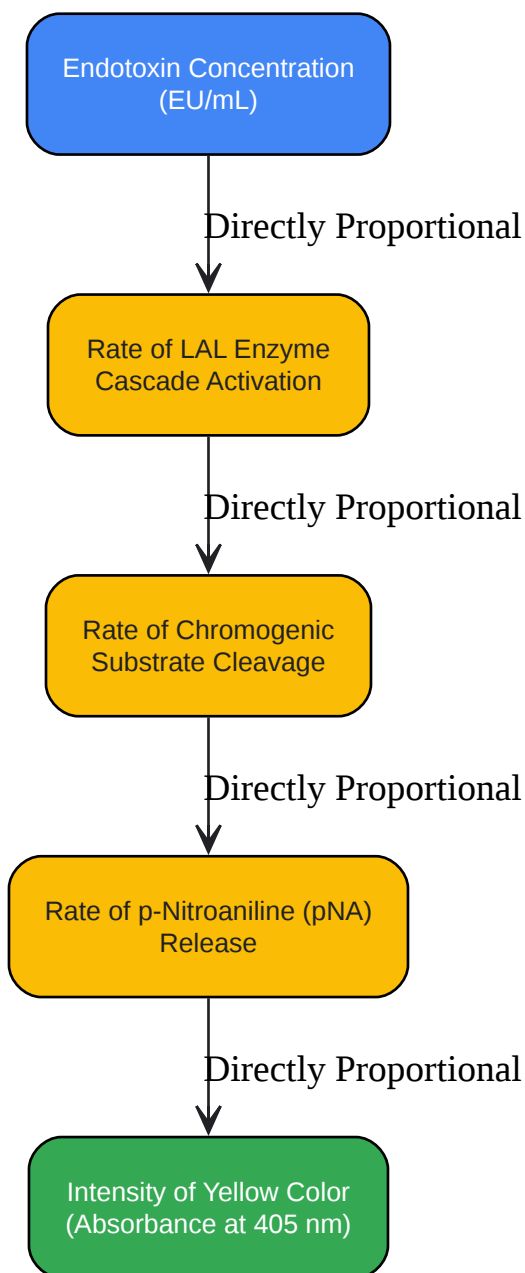 Endotoxin Concentration
(EU/mL)
Directly Proportional
Rate of LAL Enzyme
Cascade Activation
Directly Proportional
Rate of Chromogenic
Substrate Cleavage
Directly Proportional
Rate of p-Nitroaniline (pNA)
Release
Directly Proportional
Intensity of Yellow Color
(Absorbance at 405 nm)